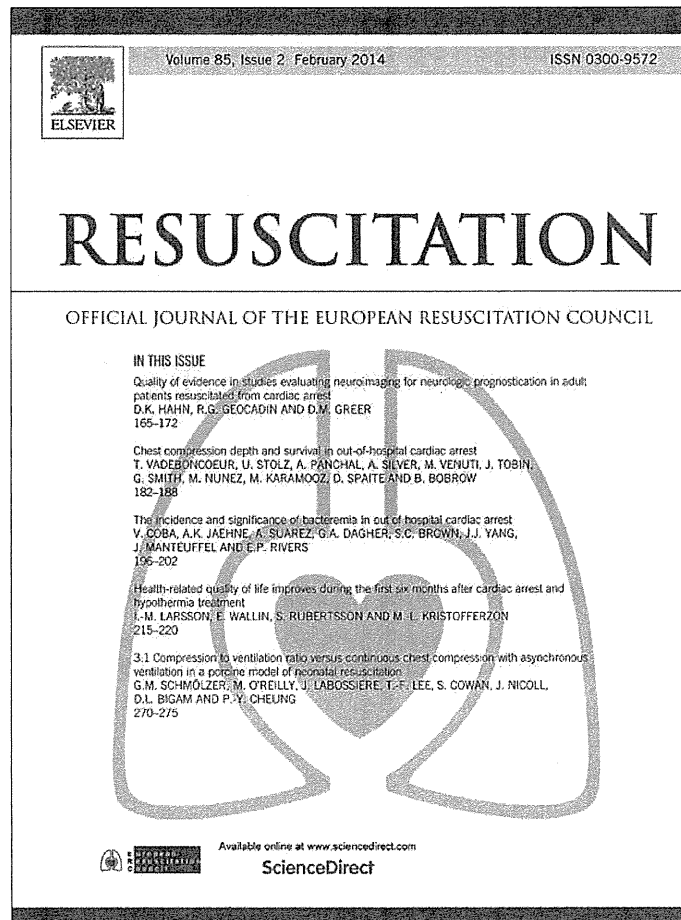 Volume 85, Issue 2 February 2014
ISSN 0300-9572
ELSEVIER
RESUSCITATION
OFFICIAL JOURNAL OF THE EUROPEAN RESUSCITATION COUNCIL
IN THIS ISSUE
Quality of evidence in studies evaluating neuroimaging for neurologic prognostication in adult
patients resuscitated from cardiac arrest
D.K. HAHN, R.G. GEOCADIN AND D.M. GREER
165–172
Chest compression depth and survival in out-of-hospital cardiac arrest
T. VADEBONCOEUR, U. STOLZ, A. PANCHAL, A. SILVER, M. VENUTI, J. TOBIN,
G. SMITH, M. NUNEZ, M. KARAMOOZ, D. SPAITE AND B. BOBROW
182–188
The incidence and significance of bacteremia in out of hospital cardiac arrest
V. COBA, A.K. JAEHNE, A. SUAREZ, G.A. DAGHER, S.C. BROWN, J.J. YANG,
J. MANTEUFFEL AND E.P. RIVERS
196–202
Health-related quality of life improves during the first six months after cardiac arrest and
hypothermia treatment
I.-M. LARSSON, E. WALLIN, S. RUBERTSSON AND M.-L. KRISTOFFERZON
215–220
3:1 Compression to ventilation ratio versus continuous chest compression with asynchronous
ventilation in a porcine model of neonatal resuscitation
G.M. SCHMÖLZER, M. O'REILLY, J. LABOSSIERE, T.-F. LEE, S. COWAN, J. NICOLL,
D.L. BIGAM AND P.-Y. CHEUNG
270–275
Available online at www.sciencedirect.com
ScienceDirect